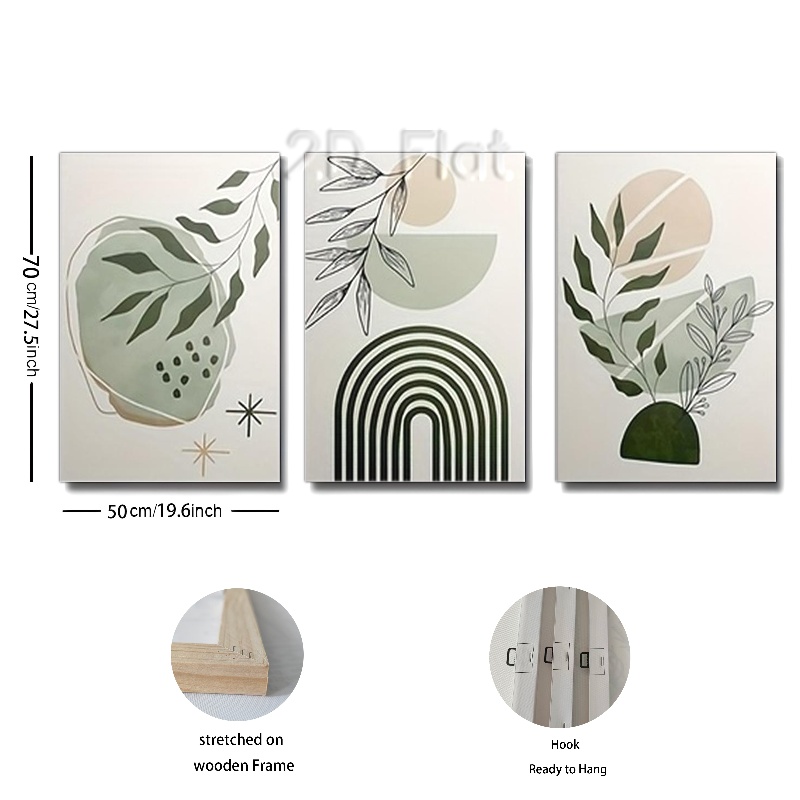 2D Flat
70 cm/27.5inch
50cm/19.6inch
stretched on
wooden Frame
Hook
Ready to Hang